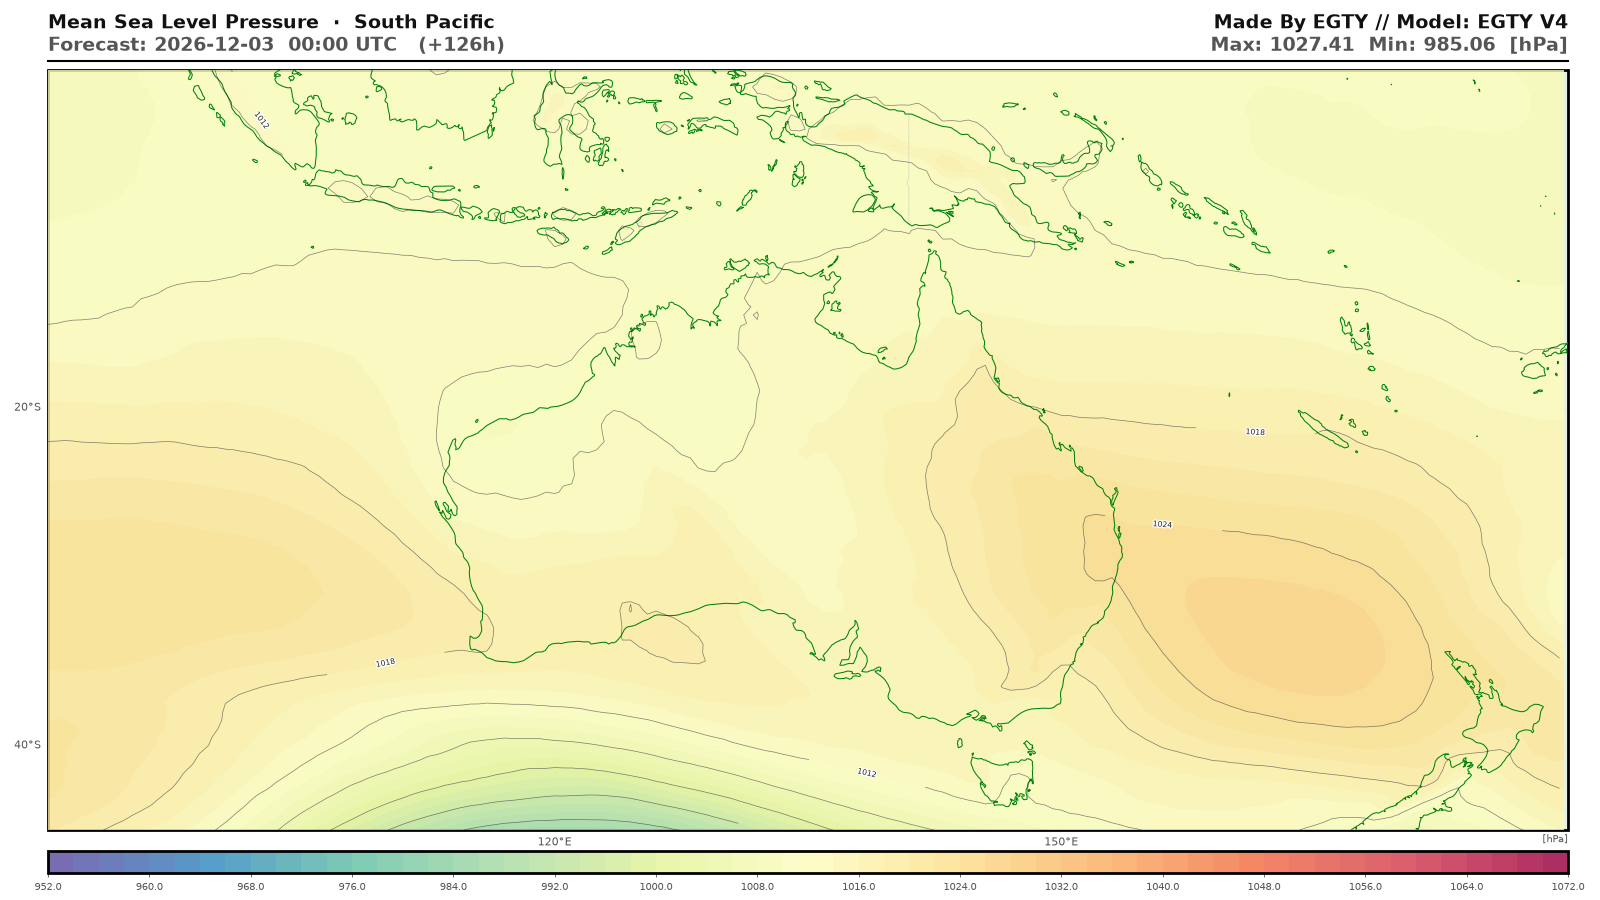 Mean Sea Level Pressure · South Pacific
Made By EGTY // Model: EGTY V4
Forecast: 2026-12-03 00:00 UTC (+126h)
Max: 1027.41 Min: 985.06 [hPa]
1012
20°S
1018
1024
1018
40°S
1012
120°E
150°E
[hPa]
952.0 960.0 968.0 976.0 984.0 992.0 1000.0 1008.0 1016.0 1024.0 1032.0 1040.0 1048.0 1056.0 1064.0 1072.0